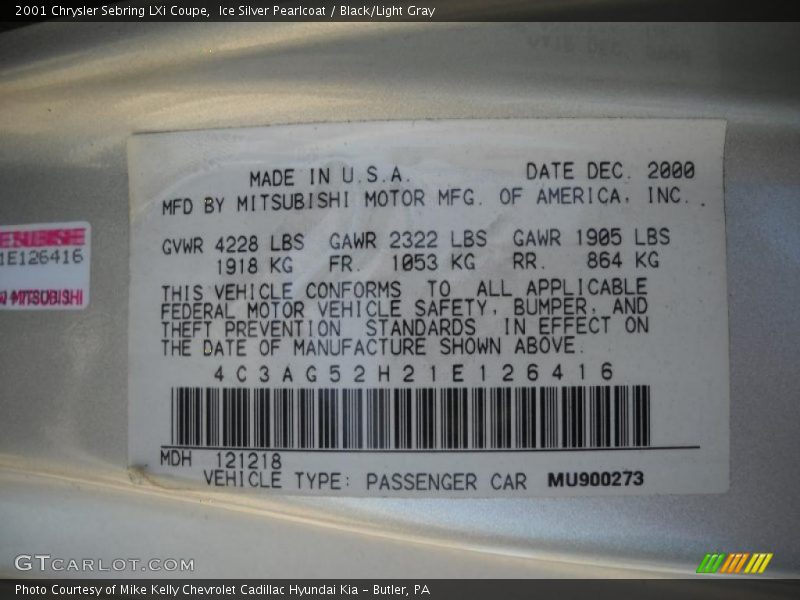 2001 Chrysler Sebring LXi Coupe,  Ice Silver Pearlcoat / Black/Light Gray
MADE IN U.S.A. DATE DEC. 2000
MFD BY MITSUBISHI MOTOR MFG. OF AMERICA, INC. .
GVWR 4228 LBS GAWR 2322 LBS GAWR 1905 LBS
1918 KG FR. 1053 KG RR. 864 KG
THIS VEHICLE CONFORMS TO ALL APPLICABLE
FEDERAL MOTOR VEHICLE SAFETY, BUMPER, AND
THEFT PREVENTION STANDARDS IN EFFECT ON
THE DATE OF MANUFACTURE SHOWN ABOVE.
4C3AG52H21E126416
MDH 121218
VEHICLE TYPE: PASSENGER CAR MU900273
1E126416
MITSUBISHI
GTCARLOT.COM
Photo Courtesy of Mike Kelly Chevrolet Cadillac Hyundai Kia – Butler, PA